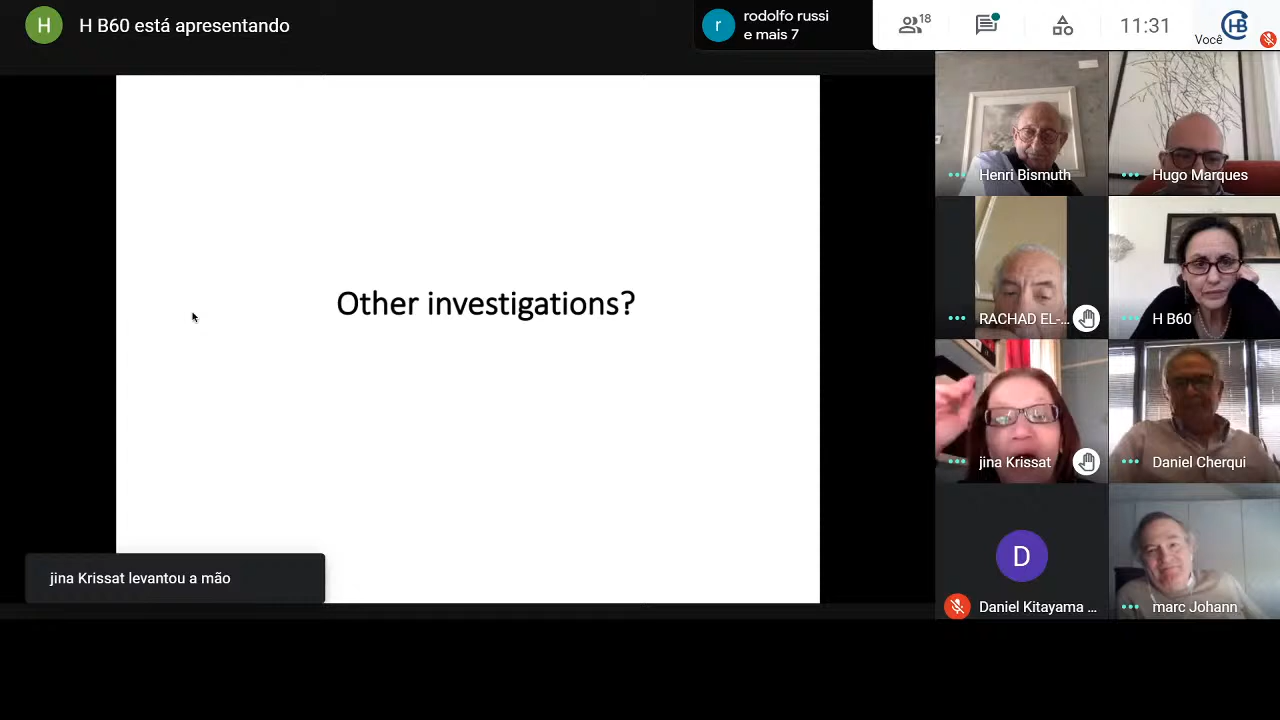 H
H B60 está apresentando
r
rodolfo russi
e mais 7
18
11:31
Você
HB
Henri Bismuth
Hugo Marques
RACHAD EL-...
H B60
Other investigations?
jina Krissat
Daniel Cherqui
D
jina Krissat levantou a mão
Daniel Kitayama ...
marc Johann